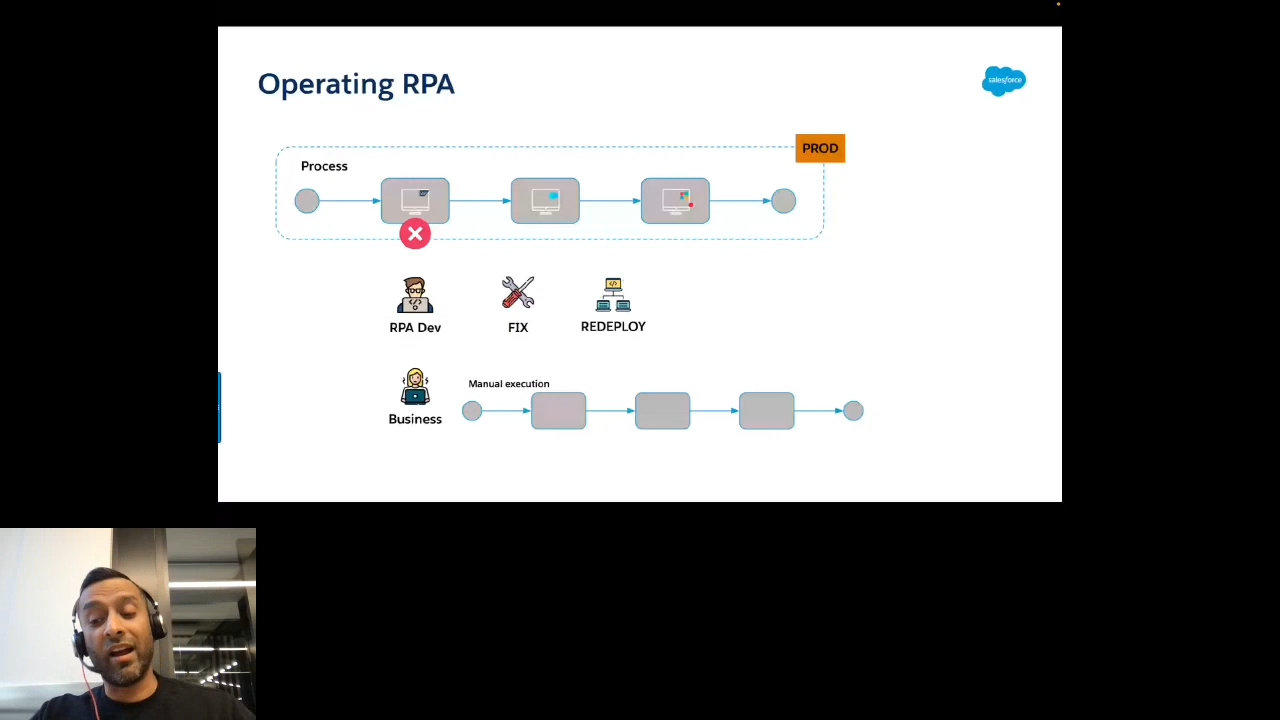 Operating RPA
salesforce
PROD
Process
RPA Dev
FIX
REDEPLOY
Manual execution
Business